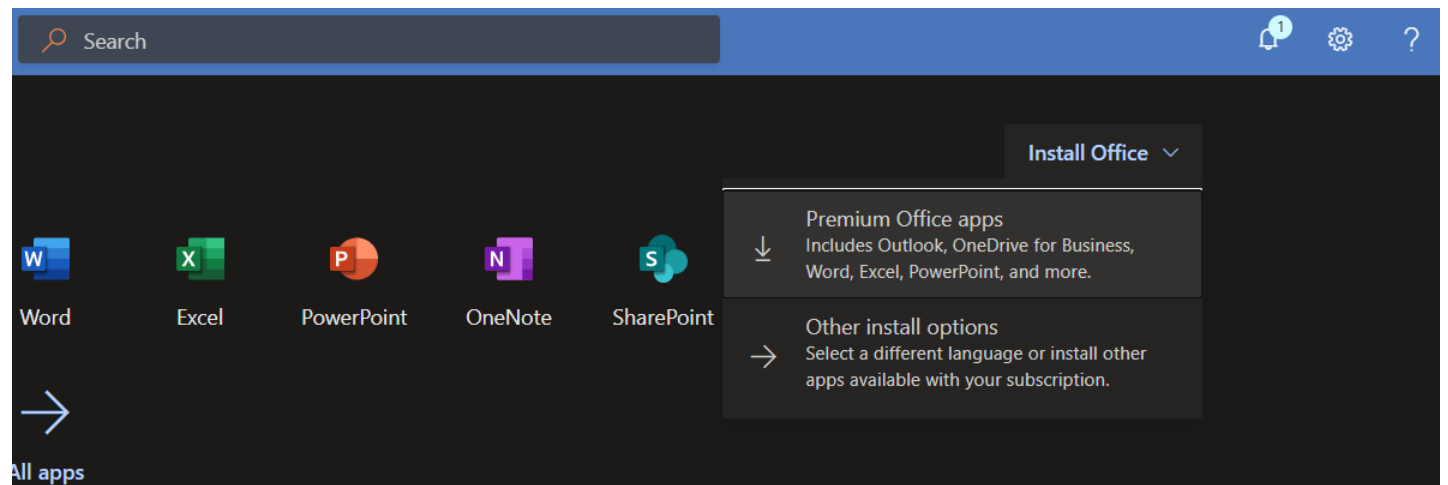 Search
1
?
Install Office
Premium Office apps
Includes Outlook, OneDrive for Business,
Word, Excel, PowerPoint, and more.
W
X
P
N
S
Word
Excel
PowerPoint
OneNote
SharePoint
Other install options
Select a different language or install other
apps available with your subscription.
All apps